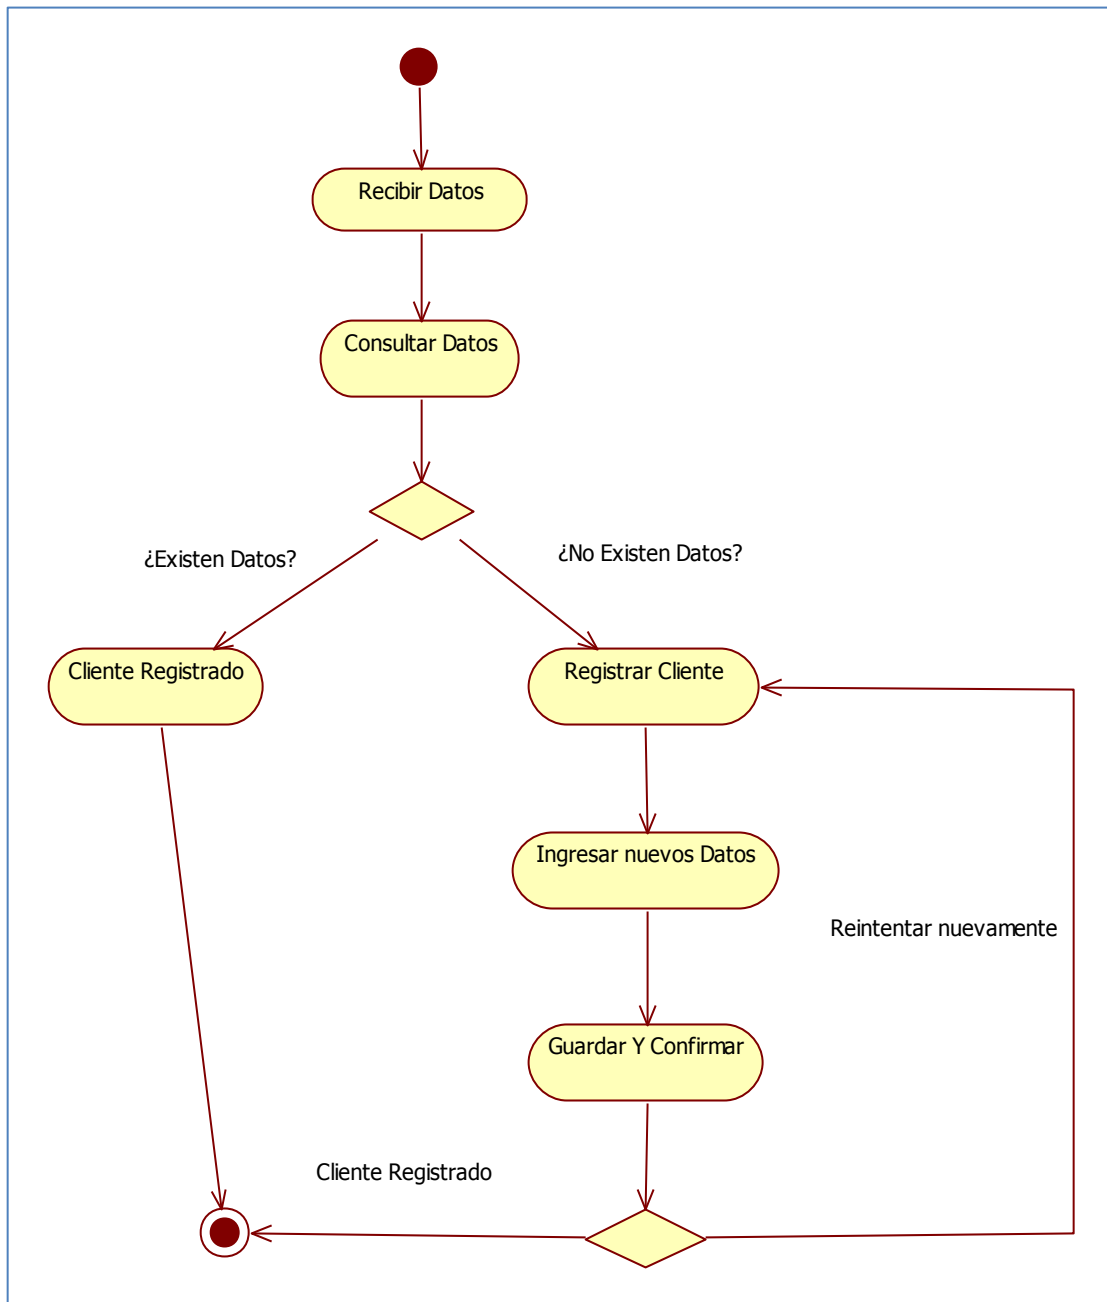 Recibir Datos
Consultar Datos
¿Existen Datos?
¿No Existen Datos?
Cliente Registrado
Registrar Cliente
Ingresar nuevos Datos
Reintentar nuevamente
Guardar Y Confirmar
Cliente Registrado